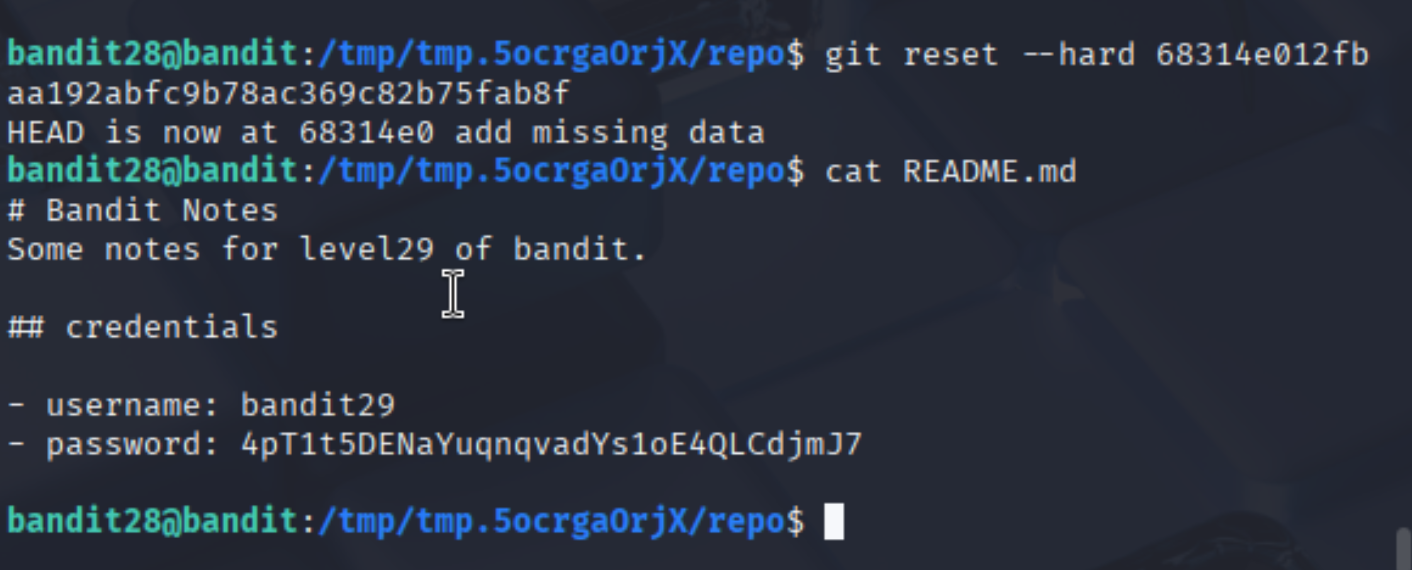 bandit28@bandit:/tmp/tmp.5ocrgaOrjX/repo$ git reset --hard 68314e012fb
aa192abfc9b78ac369c82b75fab8f
HEAD is now at 68314e0 add missing data
bandit28@bandit:/tmp/tmp.5ocrgaOrjX/repo$ cat README.md
# Bandit Notes
Some notes for level29 of bandit.
## credentials
- username: bandit29
- password: 4pT1t5DENaYuqnqvadYs1oE4QLCdjmJ7
bandit28@bandit:/tmp/tmp.5ocrgaOrjX/repo$